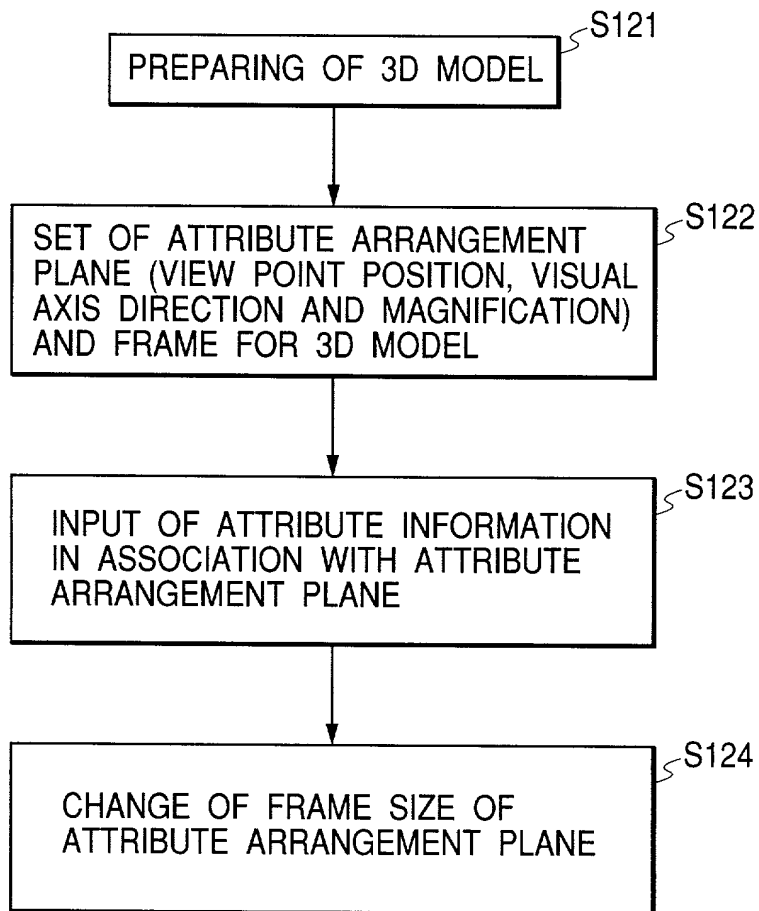 S121
PREPARING OF 3D MODEL
S122
SET OF ATTRIBUTE ARRANGEMENT
PLANE (VIEW POINT POSITION, VISUAL
AXIS DIRECTION AND MAGNIFICATION)
AND FRAME FOR 3D MODEL
S123
INPUT OF ATTRIBUTE INFORMATION
IN ASSOCIATION WITH ATTRIBUTE
ARRANGEMENT PLANE
S124
CHANGE OF FRAME SIZE OF
ATTRIBUTE ARRANGEMENT PLANE